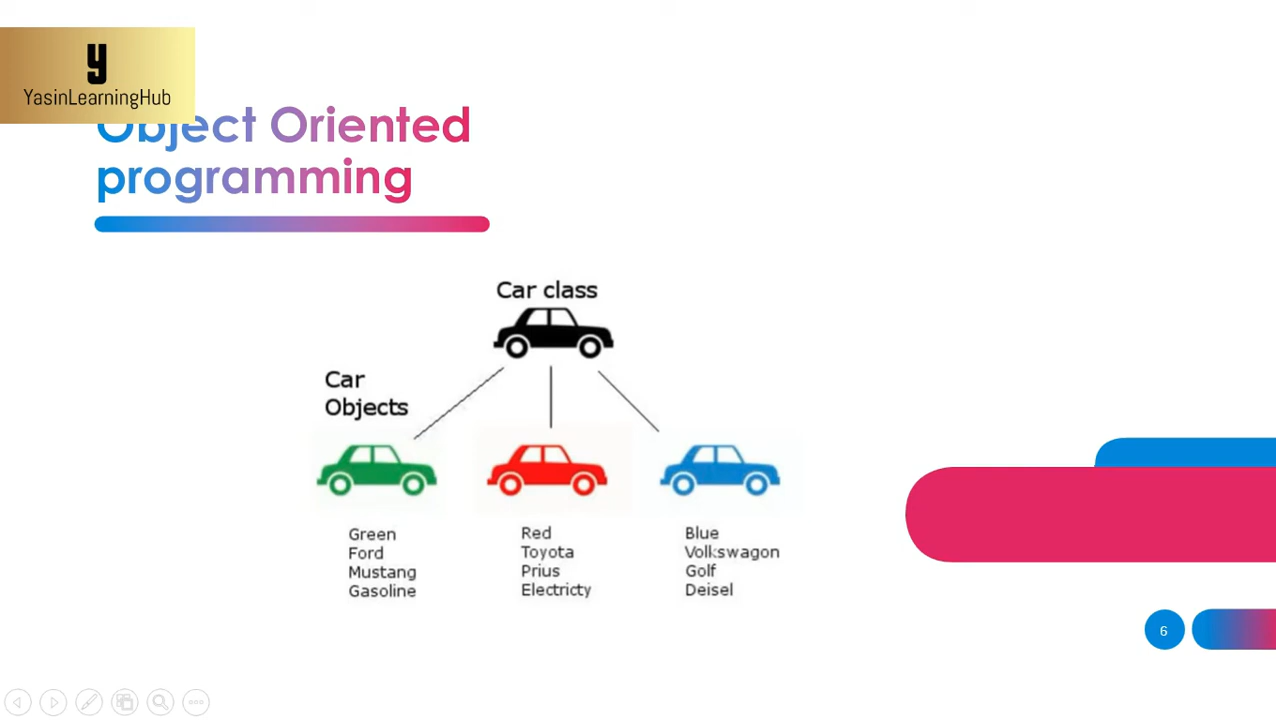 y
YasinLearningHub
Object Oriented
programming
Car class
Car
Objects
Green
Ford
Mustang
Gasoline
Red
Toyota
Prius
Electricty
Blue
Volkswagon
Golf
Deisel
6